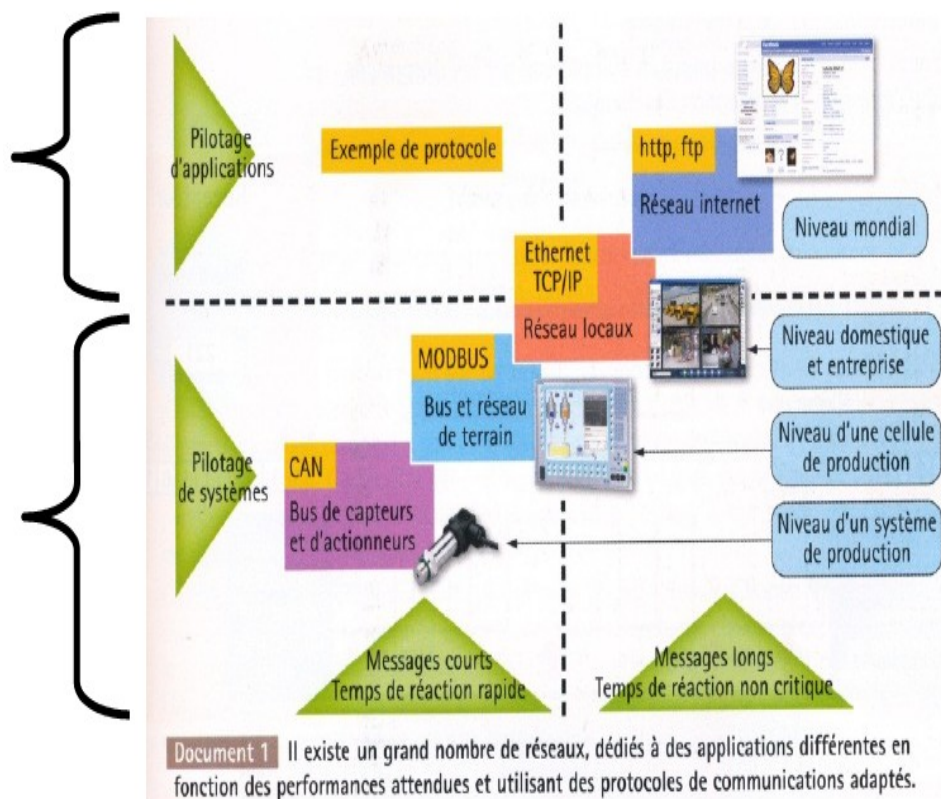 Pilotage
d'applications
Exemple de protocole
http, ftp
Réseau internet
Niveau mondial
Ethernet
TCP/IP
Réseau locaux
Niveau domestique
et entreprise
MODBUS
Bus et réseau
de terrain
Niveau d'une cellule
de production
Pilotage
de systèmes
CAN
Bus de capteurs
et d'actionneurs
Niveau d'un système
de production
Messages courts
Temps de réaction rapide
Messages longs
Temps de réaction non critique
Document 1 Il existe un grand nombre de réseaux, dédiés à des applications différentes en
fonction des performances attendues et utilisant des protocoles de communications adaptés.